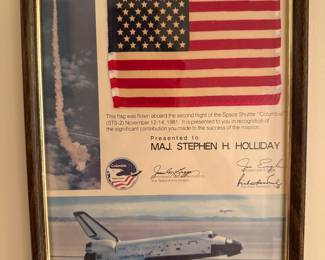 This flag was flown aboard the second flight of the Space Shuttle "Columbia"
(STS-2) November 12-14, 1981. It is presented to you in recognition of
the significant contribution you made to the success of the mission.
Presented to
MAJ. STEPHEN H. HOLLIDAY